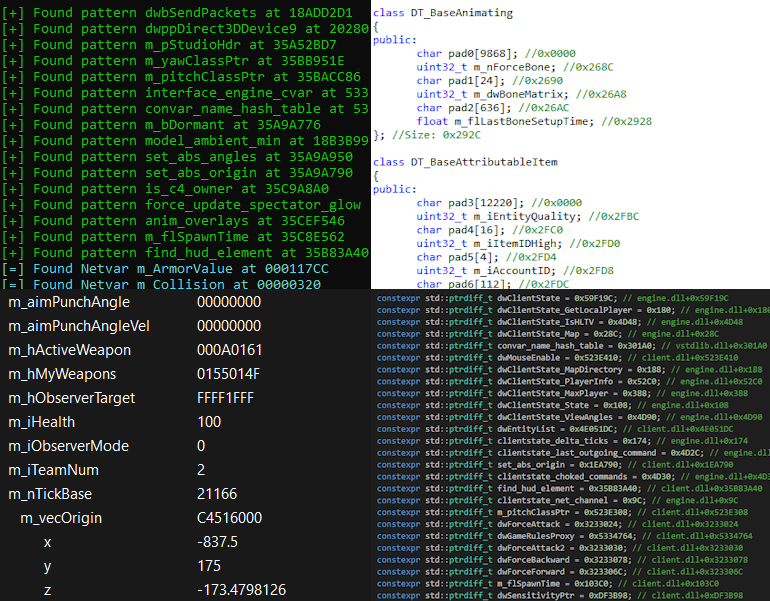 [+] Found pattern dwbSendPackets at 18ADD2D1
[+] Found pattern dwppDirect3DDevice9 at 20280
[+] Found pattern m_pStudioHdr at 35A52BD7
[+] Found pattern m_yawClassPtr at 35BB951E
[+] Found pattern m_pitchClassPtr at 35BACC86
[+] Found pattern interface_engine_cvar at 533
[+] Found pattern convar_name_hash_table at 53
[+] Found pattern m_bDormant at 35A9A776
[+] Found pattern model_ambient_min at 18B3B99
[+] Found pattern set_abs_angles at 35A9A950
[+] Found pattern set_abs_origin at 35A9A790
[+] Found pattern is_c4_owner at 35C9A8A0
[+] Found pattern force_update_spectator_glow
[+] Found pattern anim_overlays at 35CEF546
[+] Found pattern m_flSpawnTime at 35C8E562
[+] Found pattern find_hud_element at 35B83A40
[=] Found Netvar m_ArmorValue at 000117CC
[=] Found Netvar m_Collision at 00000320
class DT_BaseAnimating
{
public:
char pad0[9868]; //0x0000
uint32_t m_nForceBone; //0x268C
char pad1[24]; //0x2690
uint32_t m_dwBoneMatrix; //0x26A8
char pad2[636]; //0x26AC
float m_flLastBoneSetupTime; //0x2928
}; //Size: 0x292C
class DT_BaseAttributableItem
{
public:
char pad3[12220]; //0x0000
uint32_t m_iEntityQuality; //0x2FBC
char pad4[16]; //0x2FC0
uint32_t m_iItemIDHigh; //0x2FD0
char pad5[4]; //0x2FD4
uint32_t m_iAccountID; //0x2FD8
char pad6[112]; //0x2FDC
m_aimPunchAngle 00000000
m_aimPunchAngleVel 00000000
m_hActiveWeapon 000A0161
m_hMyWeapons 0155014F
m_hObserverTarget FFFF1FFF
m_iHealth 100
m_iObserverMode 0
m_iTeamNum 2
m_nTickBase 21166
m_vecOrigin C4516000
x -837.5
y 175
z -173.4798126
constexpr std::ptrdiff_t dwClientState = 0x59F19C; // engine.dll+0x59F19C
constexpr std::ptrdiff_t dwClientState_GetLocalPlayer = 0x180; // engine.dll+0x180
constexpr std::ptrdiff_t dwClientState_IsHLTV = 0x4D48; // engine.dll+0x4D48
constexpr std::ptrdiff_t dwClientState_Map = 0x28C; // engine.dll+0x28C
constexpr std::ptrdiff_t convar_name_hash_table = 0x301A0; // vstdlib.dll+0x301A0
constexpr std::ptrdiff_t dwMouseEnable = 0x523E410; // client.dll+0x523E410
constexpr std::ptrdiff_t dwClientState_MapDirectory = 0x188; // engine.dll+0x188
constexpr std::ptrdiff_t dwClientState_PlayerInfo = 0x52C0; // engine.dll+0x52C0
constexpr std::ptrdiff_t dwClientState_MaxPlayer = 0x388; // engine.dll+0x388
constexpr std::ptrdiff_t dwClientState_State = 0x108; // engine.dll+0x108
constexpr std::ptrdiff_t dwClientState_ViewAngles = 0x4D90; // engine.dll+0x4D90
constexpr std::ptrdiff_t dwEntityList = 0x4E051DC; // client.dll+0x4E051DC
constexpr std::ptrdiff_t clientstate_delta_ticks = 0x174; // engine.dll+0x174
constexpr std::ptrdiff_t clientstate_last_outgoing_command = 0x4D2C; // engine.dll
constexpr std::ptrdiff_t set_abs_origin = 0x1EA790; // client.dll+0x1EA790
constexpr std::ptrdiff_t clientstate_choked_commands = 0x4D30; // engine.dll+0x4D3
constexpr std::ptrdiff_t find_hud_element = 0x35B83A40; // client.dll+0x35B83A40
constexpr std::ptrdiff_t clientstate_net_channel = 0x9C; // engine.dll+0x9C
constexpr std::ptrdiff_t m_pitchClassPtr = 0x523E308; // client.dll+0x523E308
constexpr std::ptrdiff_t dwForceAttack = 0x3233024; // client.dll+0x3233024
constexpr std::ptrdiff_t dwGameRulesProxy = 0x5334764; // client.dll+0x5334764
constexpr std::ptrdiff_t dwForceAttack2 = 0x3233030; // client.dll+0x3233030
constexpr std::ptrdiff_t dwForceBackward = 0x3233078; // client.dll+0x3233078
constexpr std::ptrdiff_t dwForceForward = 0x323306C; // client.dll+0x323306C
constexpr std::ptrdiff_t m_flSpawnTime = 0x103C0; // client.dll+0x103C0
constexpr std::ptrdiff_t dwSensitivityPtr = 0xDF3B98; // client.dll+0xDF3B98